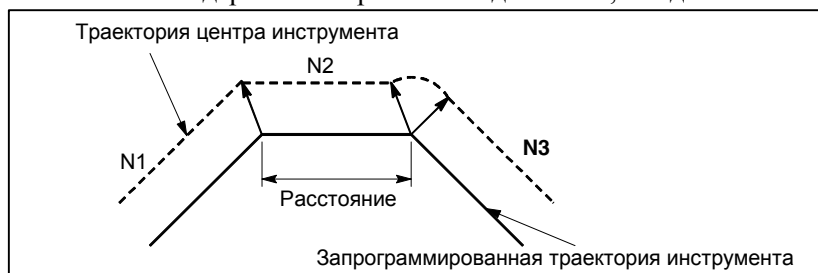 Траектория центра инструмента
N2
N1
N3
Расстояние
Запрограммированная траектория инструмента